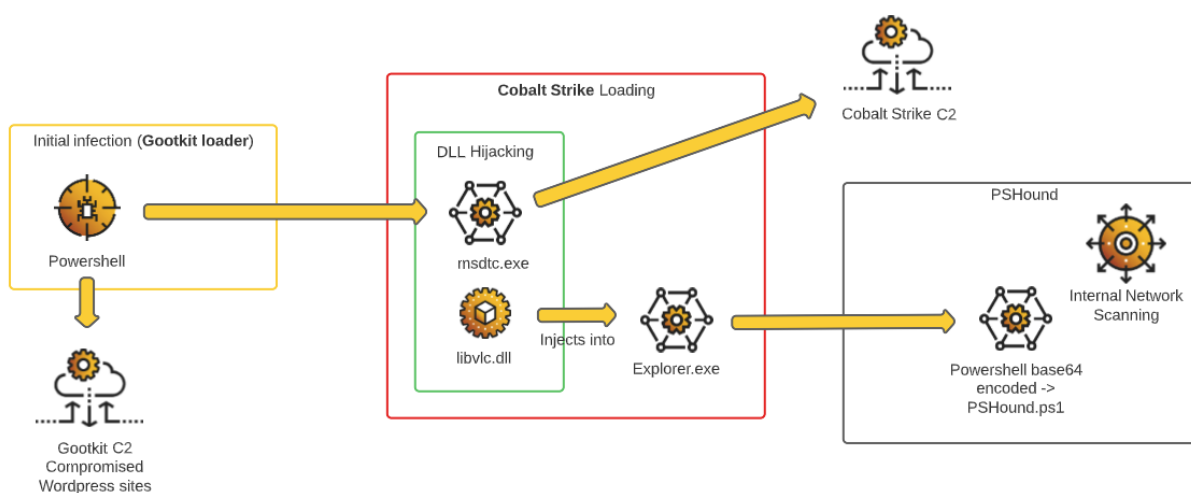 Initial infection (Gootkit loader)
Powershell
Gootkit C2
Compromised
Wordpress sites
Cobalt Strike Loading
DLL Hijacking
msdtc.exe
libvlc.dll
Injects into
Explorer.exe
Cobalt Strike C2
PSHound
Internal Network
Scanning
Powershell base64
encoded ->
PSHound.ps1